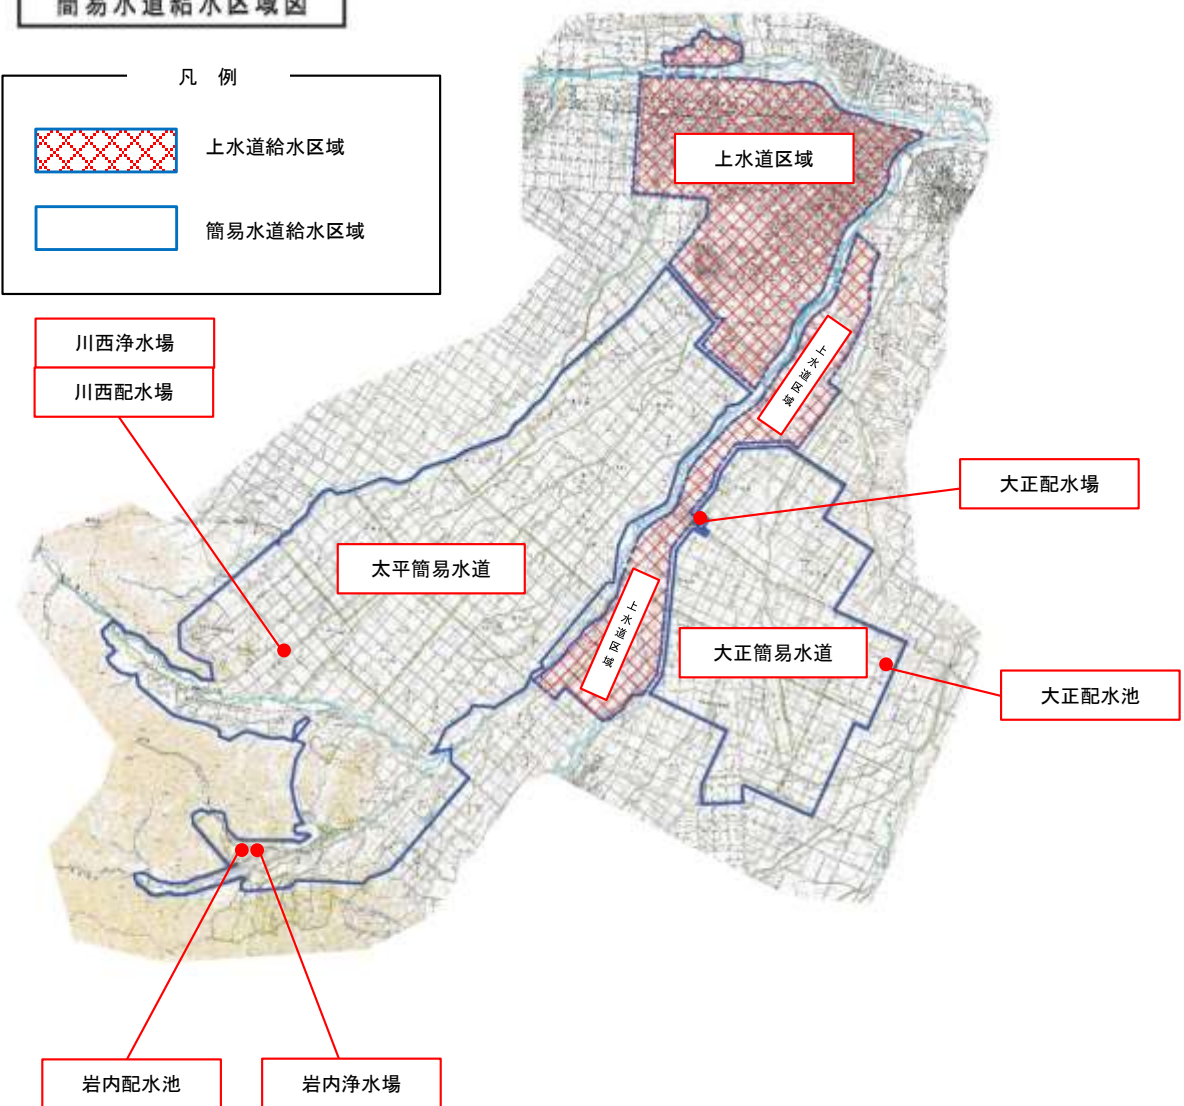 簡易水道給水区域図
凡 例
上水道給水区域
簡易水道給水区域
上水道区域
川西浄水場
川西配水場
上水道区域
大正配水場
太平簡易水道
上水道区域
大正簡易水道
大正配水池
岩内配水池
岩内浄水場